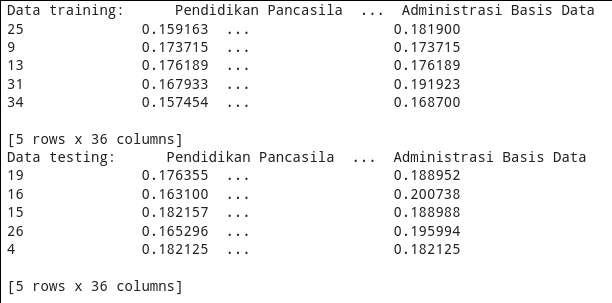 Data training:      Pendidikan Pancasila  ...  Administrasi Basis Data
25              0.159163  ...                 0.181900
9               0.173715  ...                 0.173715
13              0.176189  ...                 0.176189
31              0.167933  ...                 0.191923
34              0.157454  ...                 0.168700
[5 rows x 36 columns]
Data testing:      Pendidikan Pancasila  ...  Administrasi Basis Data
19              0.176355  ...                 0.188952
16              0.163100  ...                 0.200738
15              0.182157  ...                 0.188988
26              0.165296  ...                 0.195994
4               0.182125  ...                 0.182125
[5 rows x 36 columns]